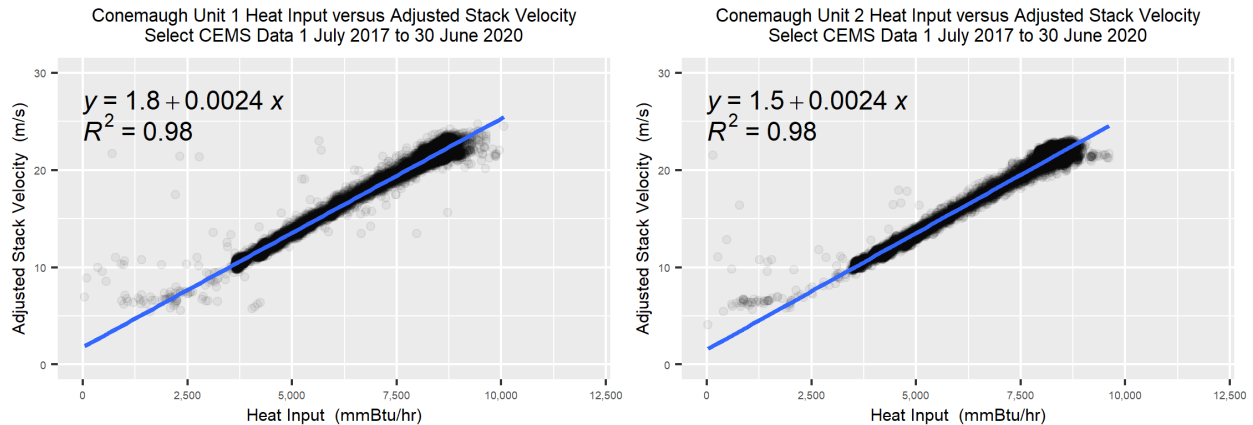 Conemaugh Unit 1 Heat Input versus Adjusted Stack Velocity
Select CEMS Data 1 July 2017 to 30 June 2020
y = 1.8 + 0.0024 x
R² = 0.98
Adjusted Stack Velocity (m/s)
30
20
10
0
0
2,500
5,000
7,500
10,000
12,500
Heat Input (mmBtu/hr)
Conemaugh Unit 2 Heat Input versus Adjusted Stack Velocity
Select CEMS Data 1 July 2017 to 30 June 2020
y = 1.5 + 0.0024 x
R² = 0.98
Adjusted Stack Velocity (m/s)
30
20
10
0
0
2,500
5,000
7,500
10,000
12,500
Heat Input (mmBtu/hr)